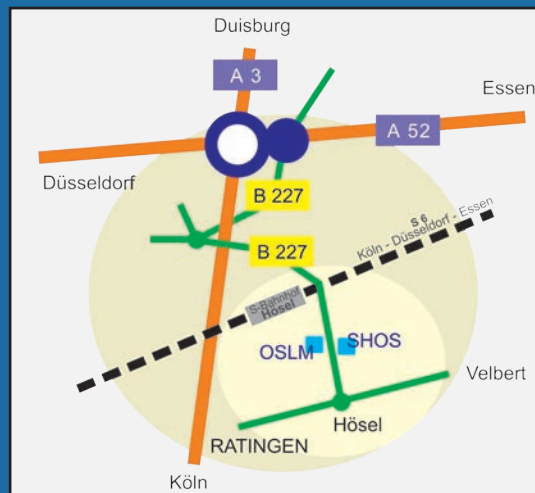 Duisburg
A 3
Essen
A 52
Düsseldorf
B 227
S 6
Köln - Düsseldorf - Essen
B 227
S-Bahnhof
Hösel
OSLM
SHOS
Velbert
Hösel
RATINGEN
Köln